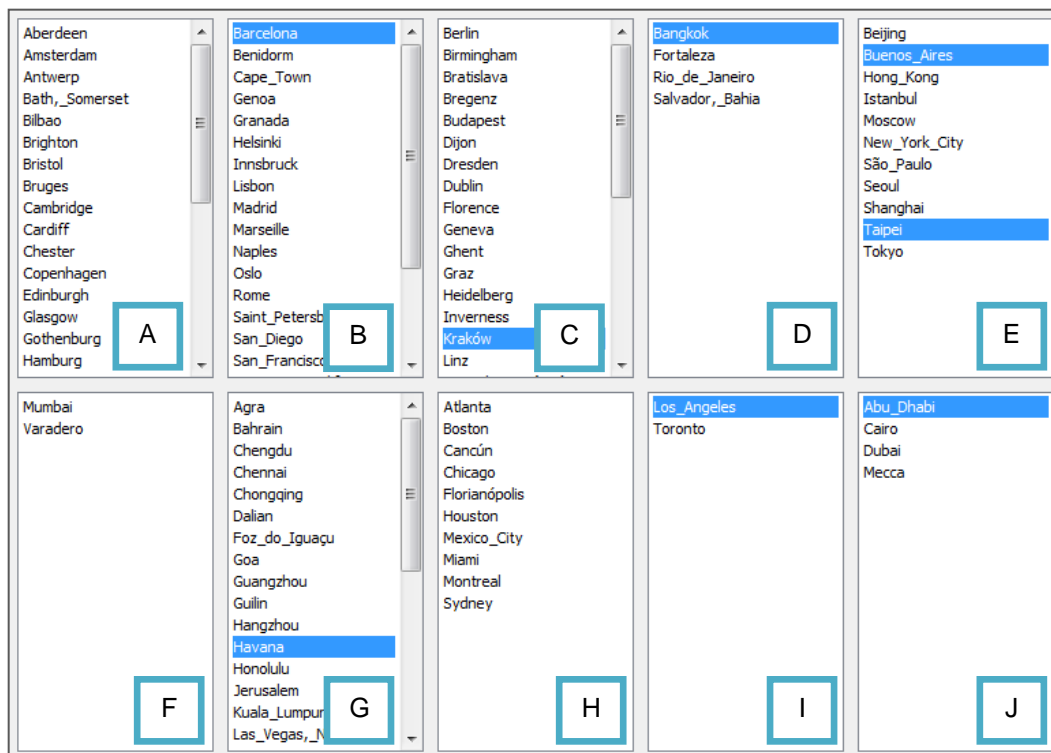 Aberdeen
Amsterdam
Antwerp
Bath,_Somerset
Bilbao
Brighton
Bristol
Bruges
Cambridge
Cardiff
Chester
Copenhagen
Edinburgh
Glasgow
Gothenburg
Hamburg
A
Barcelona
Benidorm
Cape_Town
Genoa
Granada
Helsinki
Innsbruck
Lisbon
Madrid
Marseille
Naples
Oslo
Rome
Saint_Petersb
San_Diego
San_Francisco
B
Berlin
Birmingham
Bratislava
Bregenz
Budapest
Dijon
Dresden
Dublin
Florence
Geneva
Ghent
Graz
Heidelberg
Inverness
Kraków
Linz
C
Bangkok
Fortaleza
Rio_de_Janeiro
Salvador,_Bahia
D
Beijing
Buenos_Aires
Hong_Kong
Istanbul
Moscow
New_York_City
São_Paulo
Seoul
Shanghai
Taipei
Tokyo
E
Mumbai
Varadero
F
Agra
Bahrain
Chengdu
Chennai
Chongqing
Dalian
Foz_do_Iguaçu
Goa
Guangzhou
Guilin
Hangzhou
Havana
Honolulu
Jerusalem
Kuala_Lumpur
Las_Vegas,_N
G
Atlanta
Boston
Cancún
Chicago
Florianópolis
Houston
Mexico_City
Miami
Montreal
Sydney
H
Los_Angeles
Toronto
I
Abu_Dhabi
Cairo
Dubai
Mecca
J